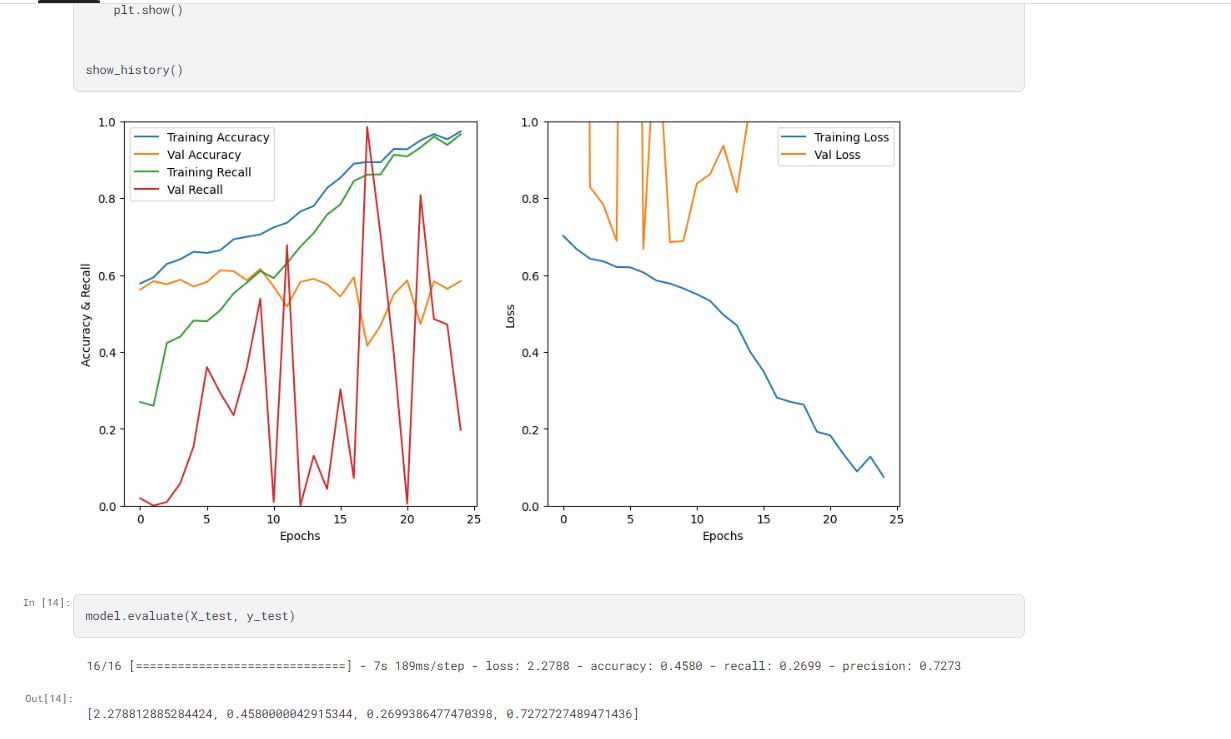 plt.show()
show_history()
1.0
0.8
0.6
0.4
0.2
0.0
Accuracy & Recall
Training Accuracy
Val Accuracy
Training Recall
Val Recall
0 5 10 15 20 25
Epochs
1.0
0.8
0.6
0.4
0.2
0.0
Loss
Training Loss
Val Loss
0 5 10 15 20 25
Epochs
In [14]:
model.evaluate(X_test, y_test)
16/16 [==============================] - 7s 189ms/step - loss: 2.2788 - accuracy: 0.4580 - recall: 0.2699 - precision: 0.7273
Out[14]:
[2.278812885284424, 0.4580000042915344, 0.2699386477470398, 0.7272727489471436]